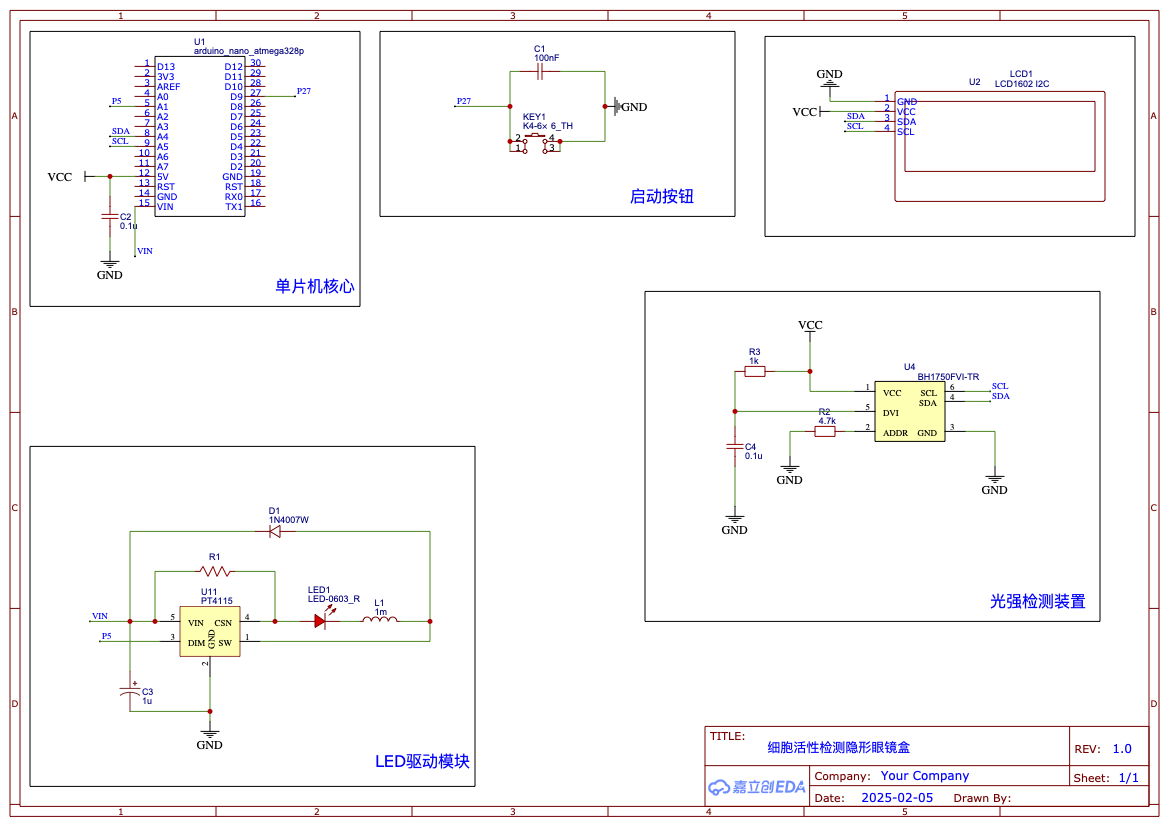 1 2 3 4 5
A
B
C
D
A
B
C
D
1 2 3 4 5
U1
arduino_nano_atmega328p
1 D13 D12 30
2 3V3 D11 29
3 AREF D10 28
4 A0 D9 27 P27
P5 5 A1 D8 26
6 A2 D7 25
7 A3 D6 24
SDA 8 A4 D5 23
SCL 9 A5 D4 22
10 A6 D3 21
11 A7 D2 20
VCC 12 5V GND 19
13 RST RST 18
14 GND RX0 17
15 VIN TX1 16
C2
0.1u
VIN
GND
单片机核心
C1
100nF
P27
GND
KEY1
K4-6× 6_TH
2 4
1 3
启动按钮
GND
U2
LCD1
LCD1602 I2C
1 GND
VCC 2 VCC
SDA 3 SDA
SCL 4 SCL
VCC
R3
1k
U4
BH1750FVI-TR
1 VCC SCL 6 SCL
SDA 4 SDA
5 DVI
R2
4.7k
2 ADDR GND 3
C4
0.1u
GND
GND
GND
光强检测装置
D1
1N4007W
R1
U11
PT4115
LED1
LED-0603_R
L1
1m
VIN 5 VIN CSN 4
P5 3 DIM GND SW 1
2
+
C3
1u
GND
LED驱动模块
TITLE:
细胞活性检测隐形眼镜盒
REV: 1.0
嘉立创EDA
Company: Your Company
Sheet: 1/1
Date: 2025-02-05 Drawn By: